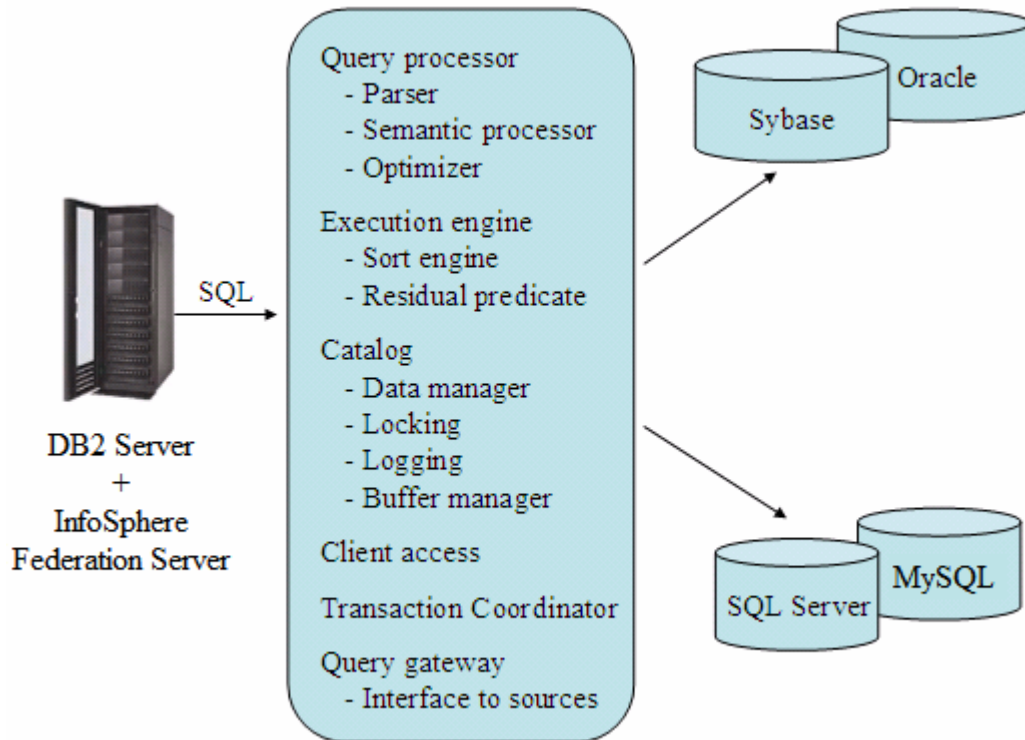 SQL
DB2 Server
+
InfoSphere
Federation Server
Query processor
- Parser
- Semantic processor
- Optimizer
Execution engine
- Sort engine
- Residual predicate
Catalog
- Data manager
- Locking
- Logging
- Buffer manager
Client access
Transaction Coordinator
Query gateway
- Interface to sources
Oracle
Sybase
MySQL
SQL Server